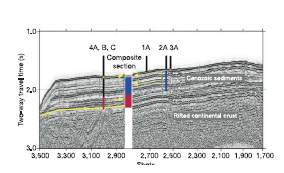 1.0
4A, B, C
Composite
section
1A
2A 3A
Cenozoic sediments
2.0
Two-way travel time (s)
Rifted continental crust
3.0
3,500 3,300 3,100 2,900 2,700 2,500 2,300 2,100 1,900 1,700